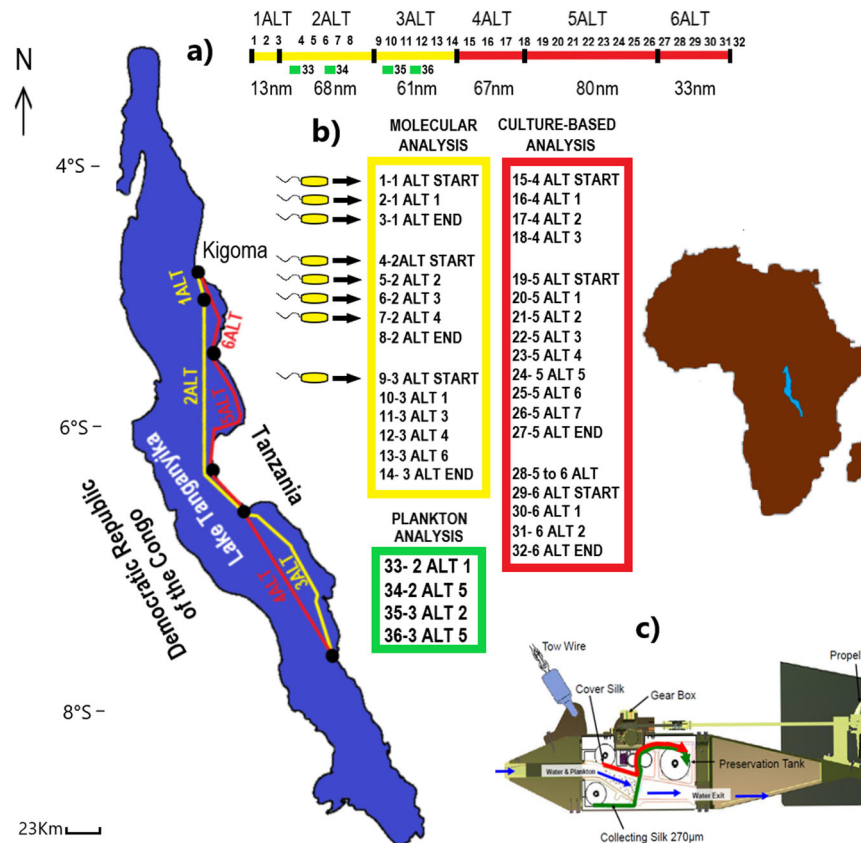 1ALT 2ALT 3ALT 4ALT 5ALT 6ALT
a) 1 2 3 4 5 6 7 8 9 10 11 12 13 14 15 16 17 18 19 20 21 22 23 24 25 26 27 28 29 30 31 32
33 34 35 36
13nm 68nm 61nm 67nm 80nm 33nm
N
4°S
6°S
8°S
23Km
Kigoma
1ALT
6ALT
2ALT
5ALT
Tanzania
Lake Tanganyika
Democratic Republic
of the Congo
3ALT
4ALT
b)
MOLECULAR
ANALYSIS
1-1 ALT START
2-1 ALT 1
3-1 ALT END
4-2ALT START
5-2 ALT 2
6-2 ALT 3
7-2 ALT 4
8-2 ALT END
9-3 ALT START
10-3 ALT 1
11-3 ALT 3
12-3 ALT 4
13-3 ALT 6
14- 3 ALT END
CULTURE-BASED
ANALYSIS
15-4 ALT START
16-4 ALT 1
17-4 ALT 2
18-4 ALT 3
19-5 ALT START
20-5 ALT 1
21-5 ALT 2
22-5 ALT 3
23-5 ALT 4
24- 5 ALT 5
25-5 ALT 6
26-5 ALT 7
27-5 ALT END
28-5 to 6 ALT
29-6 ALT START
30-6 ALT 1
31- 6 ALT 2
32-6 ALT END
PLANKTON
ANALYSIS
33- 2 ALT 1
34-2 ALT 5
35-3 ALT 2
36-3 ALT 5
c)
Tow Wire
Cover Silk
Gear Box
Propel
Preservation Tank
Water & Plankton
Water Exit
Collecting Silk 270µm